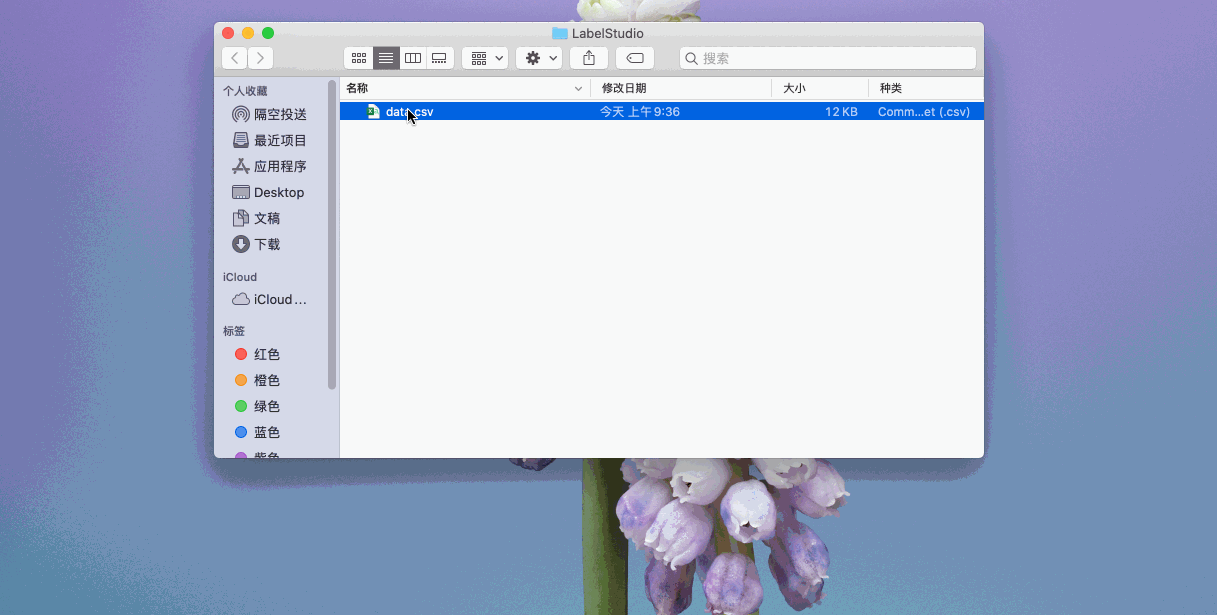 LabelStudio
搜索
个人收藏
隔空投送
最近项目
应用程序
Desktop
文稿
下载
iCloud
iCloud…
标签
红色
橙色
绿色
蓝色
紫色
名称 修改日期 大小 种类
data.csv 今天 上午9:36 12 KB Comm...et (.csv)